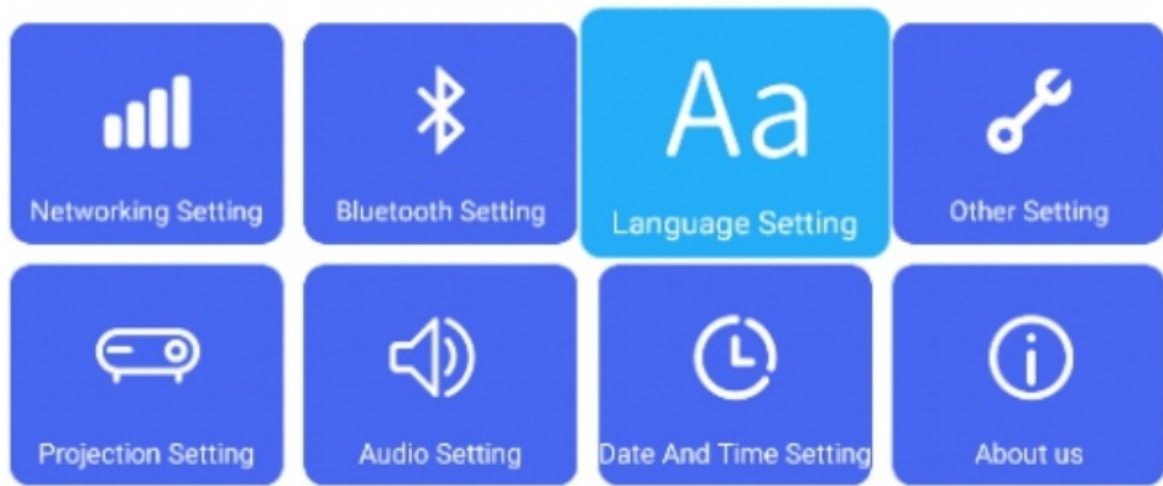 Networking Setting
Bluetooth Setting
Aa
Language Setting
Other Setting
Projection Setting
Audio Setting
Date And Time Setting
About us